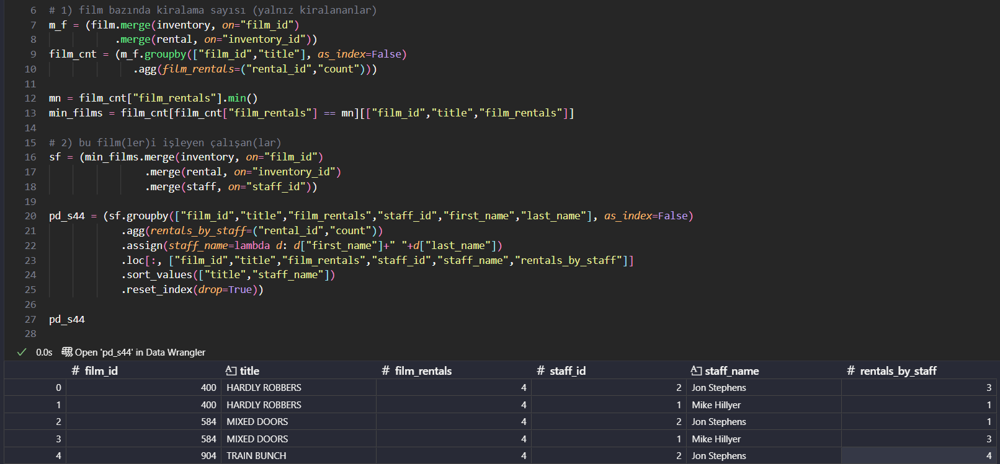 6 # 1) film bazında kiralama sayısı (yalnız kiralananlar)
7 m_f = (film.merge(inventory, on="film_id")
8 .merge(rental, on="inventory_id"))
9 film_cnt = (m_f.groupby(["film_id","title"], as_index=False)
10 .agg(film_rentals=("rental_id","count")))
11
12 mn = film_cnt["film_rentals"].min()
13 min_films = film_cnt[film_cnt["film_rentals"] == mn][["film_id","title","film_rentals"]]
14
15 # 2) bu film(ler)i işleyen çalışan(lar)
16 sf = (min_films.merge(inventory, on="film_id")
17 .merge(rental, on="inventory_id")
18 .merge(staff, on="staff_id"))
19
20 pd_s44 = (sf.groupby(["film_id","title","film_rentals","staff_id","first_name","last_name"], as_index=False)
21 .agg(rentals_by_staff=("rental_id","count"))
22 .assign(staff_name=lambda d: d["first_name"]+" "+d["last_name"])
23 .loc[:, ["film_id","title","film_rentals","staff_id","staff_name","rentals_by_staff"]]
24 .sort_values(["title","staff_name"])
25 .reset_index(drop=True))
26
27 pd_s44
28
0.0s Open 'pd_s44' in Data Wrangler
# film_id title # film_rentals # staff_id staff_name # rentals_by_staff
0 400 HARDLY ROBBERS 4 2 Jon Stephens 3
1 400 HARDLY ROBBERS 4 1 Mike Hillyer 1
2 584 MIXED DOORS 4 2 Jon Stephens 1
3 584 MIXED DOORS 4 1 Mike Hillyer 3
4 904 TRAIN BUNCH 4 2 Jon Stephens 4